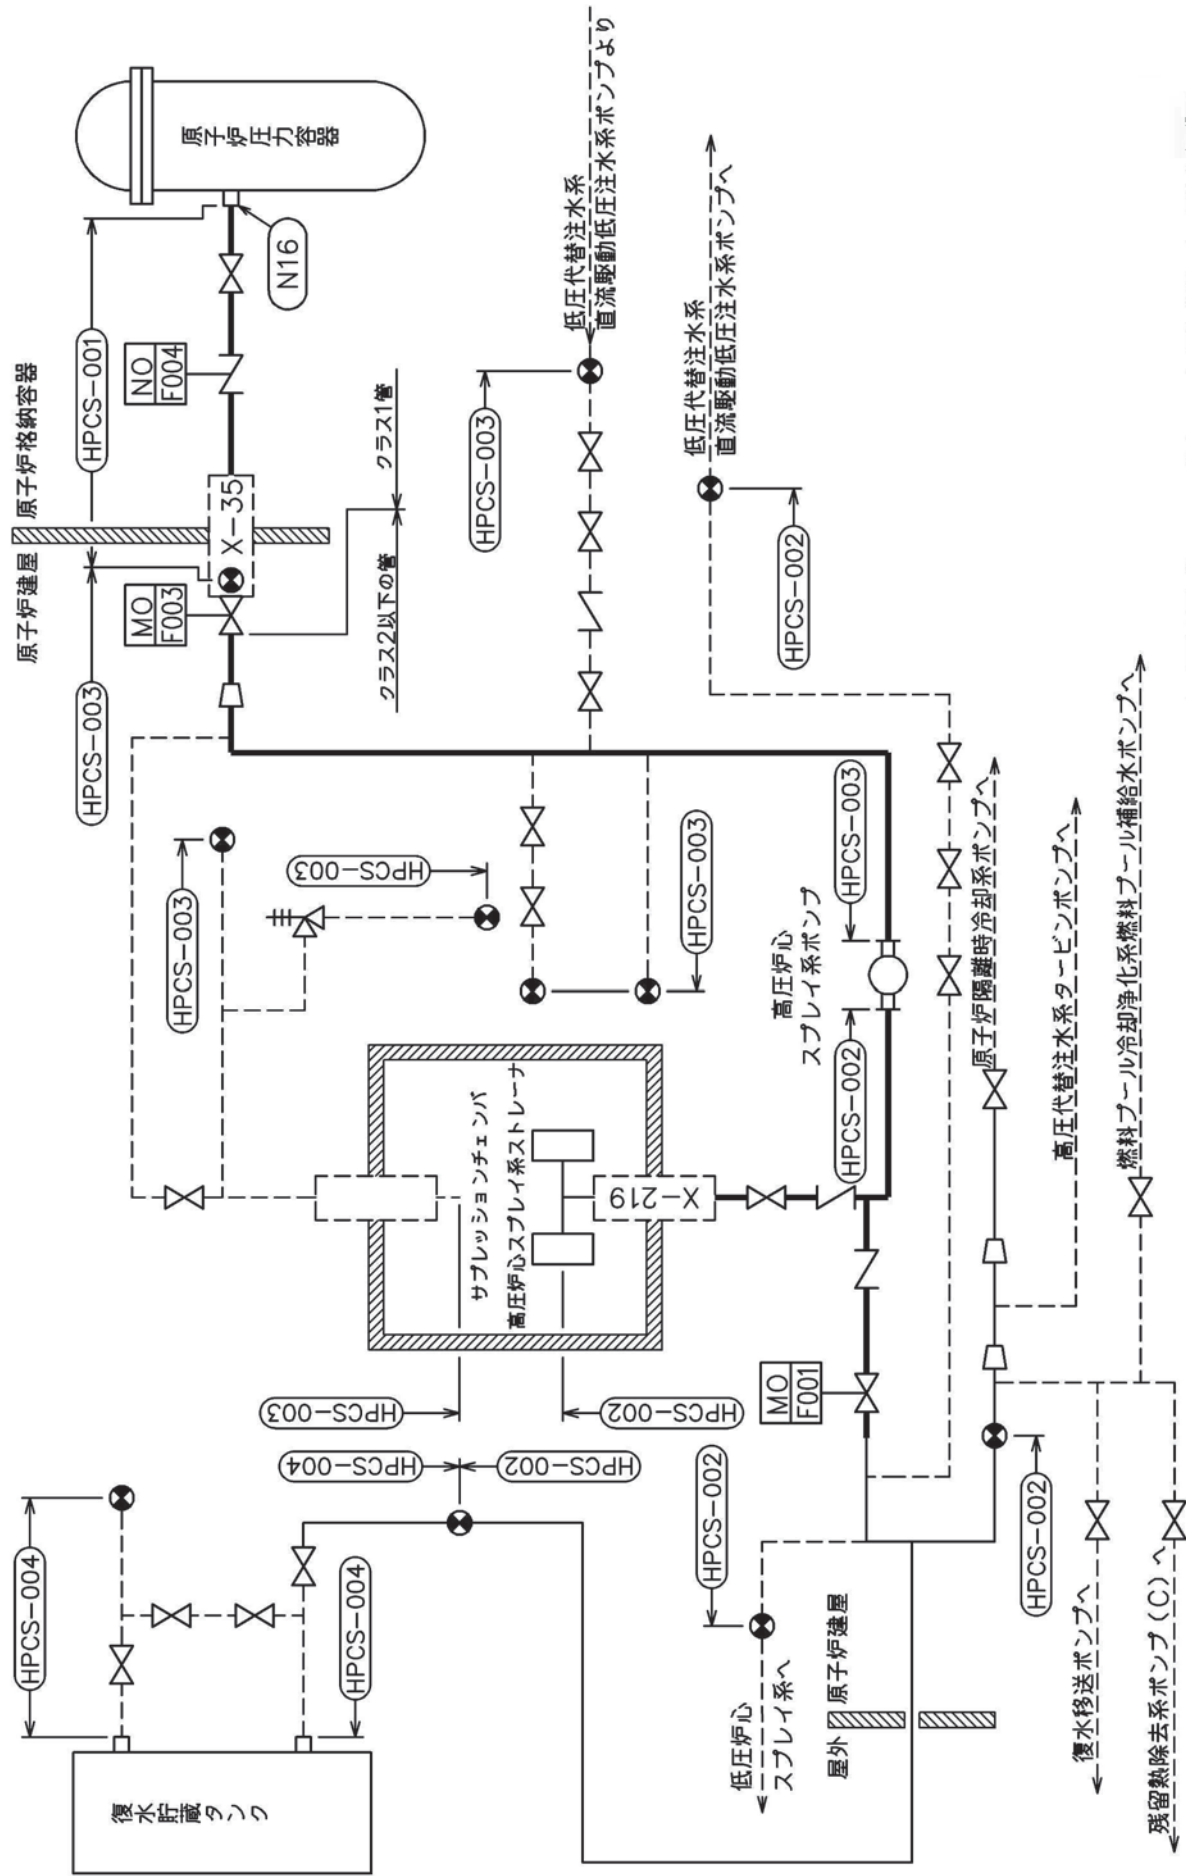 原子炉圧力容器
N16
HPCS-001
原子炉建屋
原子炉格納容器
NO
F004
X-35
MO
F003
HPCS-003
クラス1管
クラス2以下の管
低圧代替注水系
直流駆動低圧注水系ポンプより
HPCS-003
低圧代替注水系
直流駆動低圧注水系ポンプへ
HPCS-002
HPCS-003
HPCS-003
HPCS-003
高圧炉心
スプレイ系ポンプ
HPCS-003
HPCS-002
サプレッションチェンバ
高圧炉心スプレイ系ストレーナ
X-219
HPCS-003
HPCS-002
HPCS-004
HPCS-002
MO
F001
原子炉隔離時冷却系ポンプへ
高圧代替注水系タービンポンプへ
燃料プール冷却浄化系燃料プール補給水ポンプへ
HPCS-004
HPCS-004
復水貯蔵タンク
HPCS-002
低圧炉心
スプレイ系へ
屋外
原子炉建屋
HPCS-002
復水移送ポンプへ
残留熱除去系ポンプ(C)へ